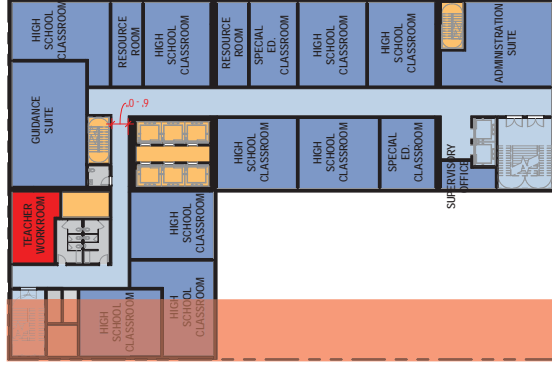 HIGH
SCHOOL
CLASSROOM
RESOURCE
ROOM
HIGH
SCHOOL
CLASSROOM
RESOURCE
ROOM
SPECIAL
ED.
CLASSROOM
HIGH
SCHOOL
CLASSROOM
HIGH
SCHOOL
CLASSROOM
ADMINISTRATION
SUITE
GUIDANCE
SUITE
6'-0"
HIGH
SCHOOL
CLASSROOM
HIGH
SCHOOL
CLASSROOM
SPECIAL
ED.
CLASSROOM
SUPERVISORY
OFFICE
TEACHER
WORKROOM
HIGH
SCHOOL
CLASSROOM
HIGH
SCHOOL
CLASSROOM
HIGH
SCHOOL
CLASSROOM